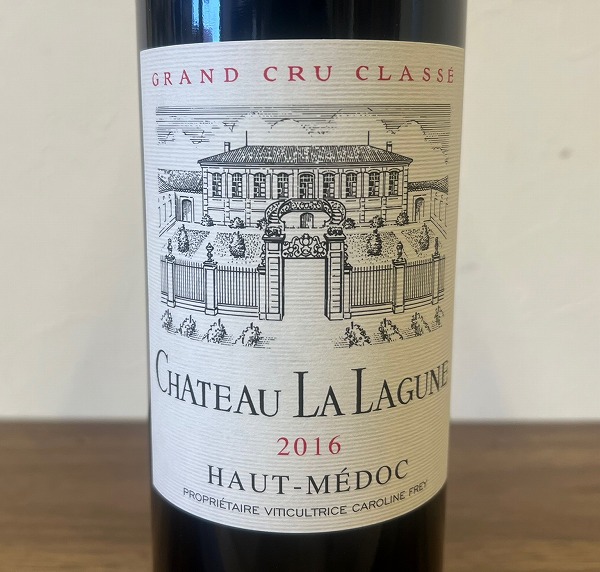 GRAND CRU CLASSÉ
CHATEAU LA LAGUNE
2016
HAUT-MÉDOC
PROPRIÉTAIRE VITICULTRICE CAROLINE FREY